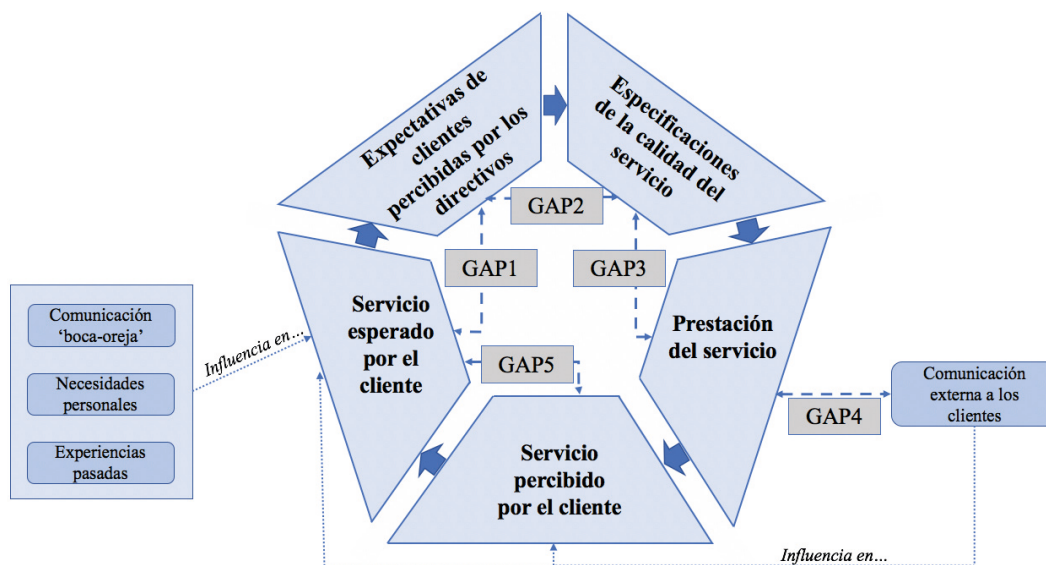 Expectativas de
clientes
percibidas por los
directivos
Especificaciones
de la calidad del
servicio
GAP2
GAP1
GAP3
Comunicación
‘boca-oreja’
Necesidades
personales
Experiencias
pasadas
Influencia en…
Servicio
esperado
por el
cliente
Prestación
del servicio
GAP5
GAP4
Comunicación
externa a los
clientes
Servicio
percibido
por el cliente
Influencia en…